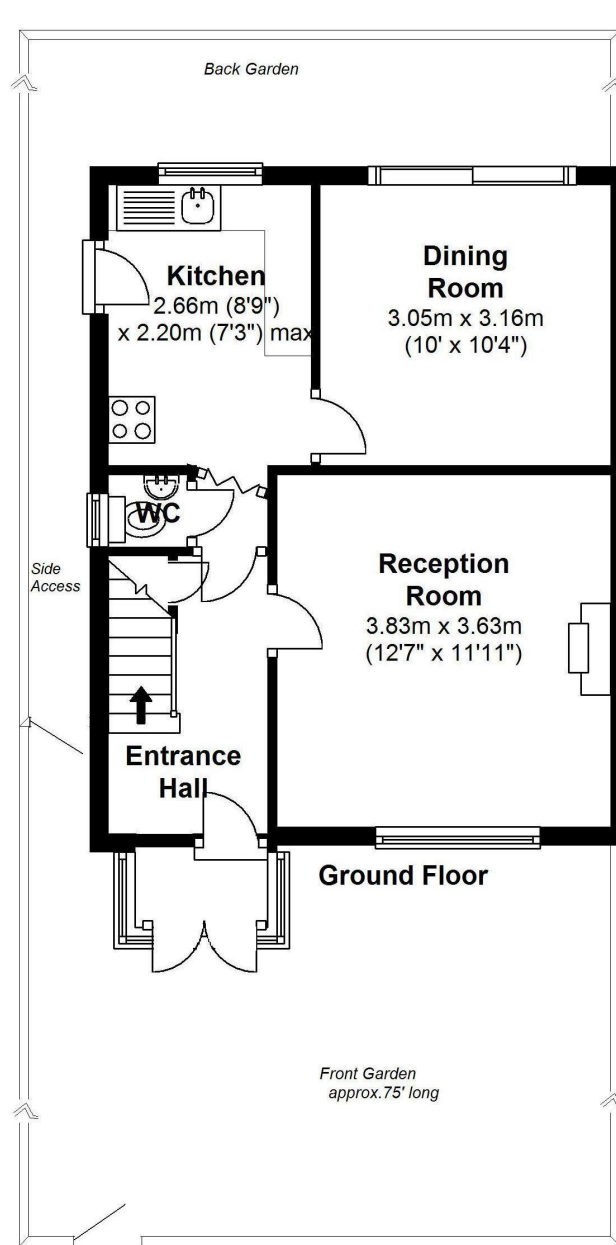 Back Garden
Kitchen
2.66m (8'9")
x 2.20m (7'3") max
Dining
Room
3.05m x 3.16m
(10' x 10'4")
WC
Side
Access
Reception
Room
3.83m x 3.63m
(12'7" x 11'11")
Entrance
Hall
Ground Floor
Front Garden
approx.75' long